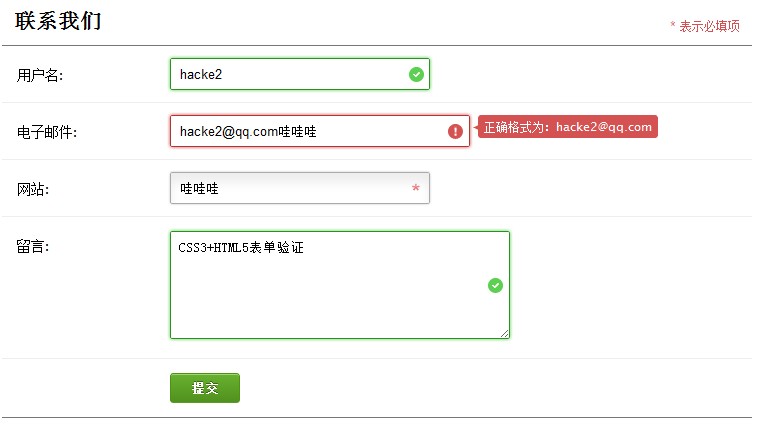 联系我们
* 表示必填项
用户名: hacke2
电子邮件: hacke2@qq.com哇哇哇 正确格式为：hacke2@qq.com
网站: 哇哇哇 *
留言: CSS3+HTML5表单验证
提交